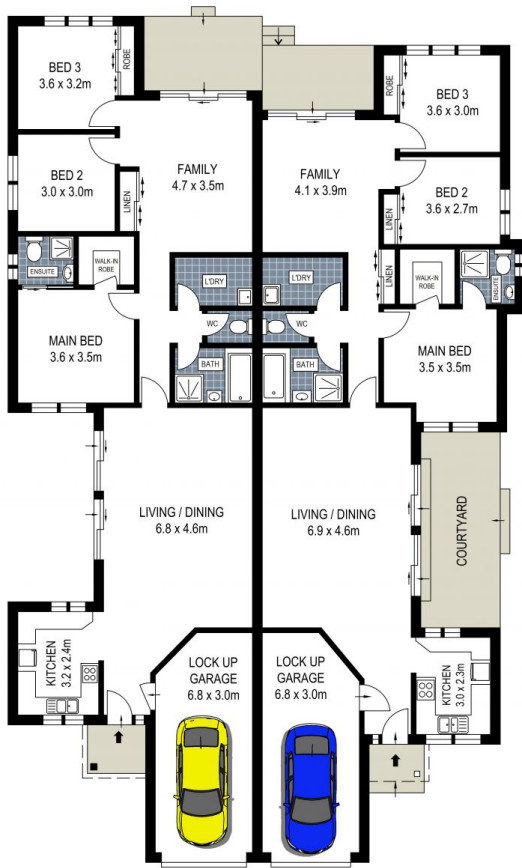 BED 3
3.6 x 3.2m
ROBE
BED 2
3.0 x 3.0m
LINEN
FAMILY
4.7 x 3.5m
ENSUITE
WALK-IN
ROBE
L'DRY
WC
BATH
MAIN BED
3.6 x 3.5m
LIVING / DINING
6.8 x 4.6m
KITCHEN
3.2 x 2.4m
LOCK UP
GARAGE
6.8 x 3.0m
ROBE
BED 3
3.6 x 3.0m
FAMILY
4.1 x 3.9m
BED 2
3.6 x 2.7m
LINEN
LINEN
WALK-IN
ROBE
ENSUITE
L'DRY
WC
BATH
MAIN BED
3.5 x 3.5m
LIVING / DINING
6.9 x 4.6m
COURTYARD
LOCK UP
GARAGE
6.8 x 3.0m
KITCHEN
3.0 x 2.3m